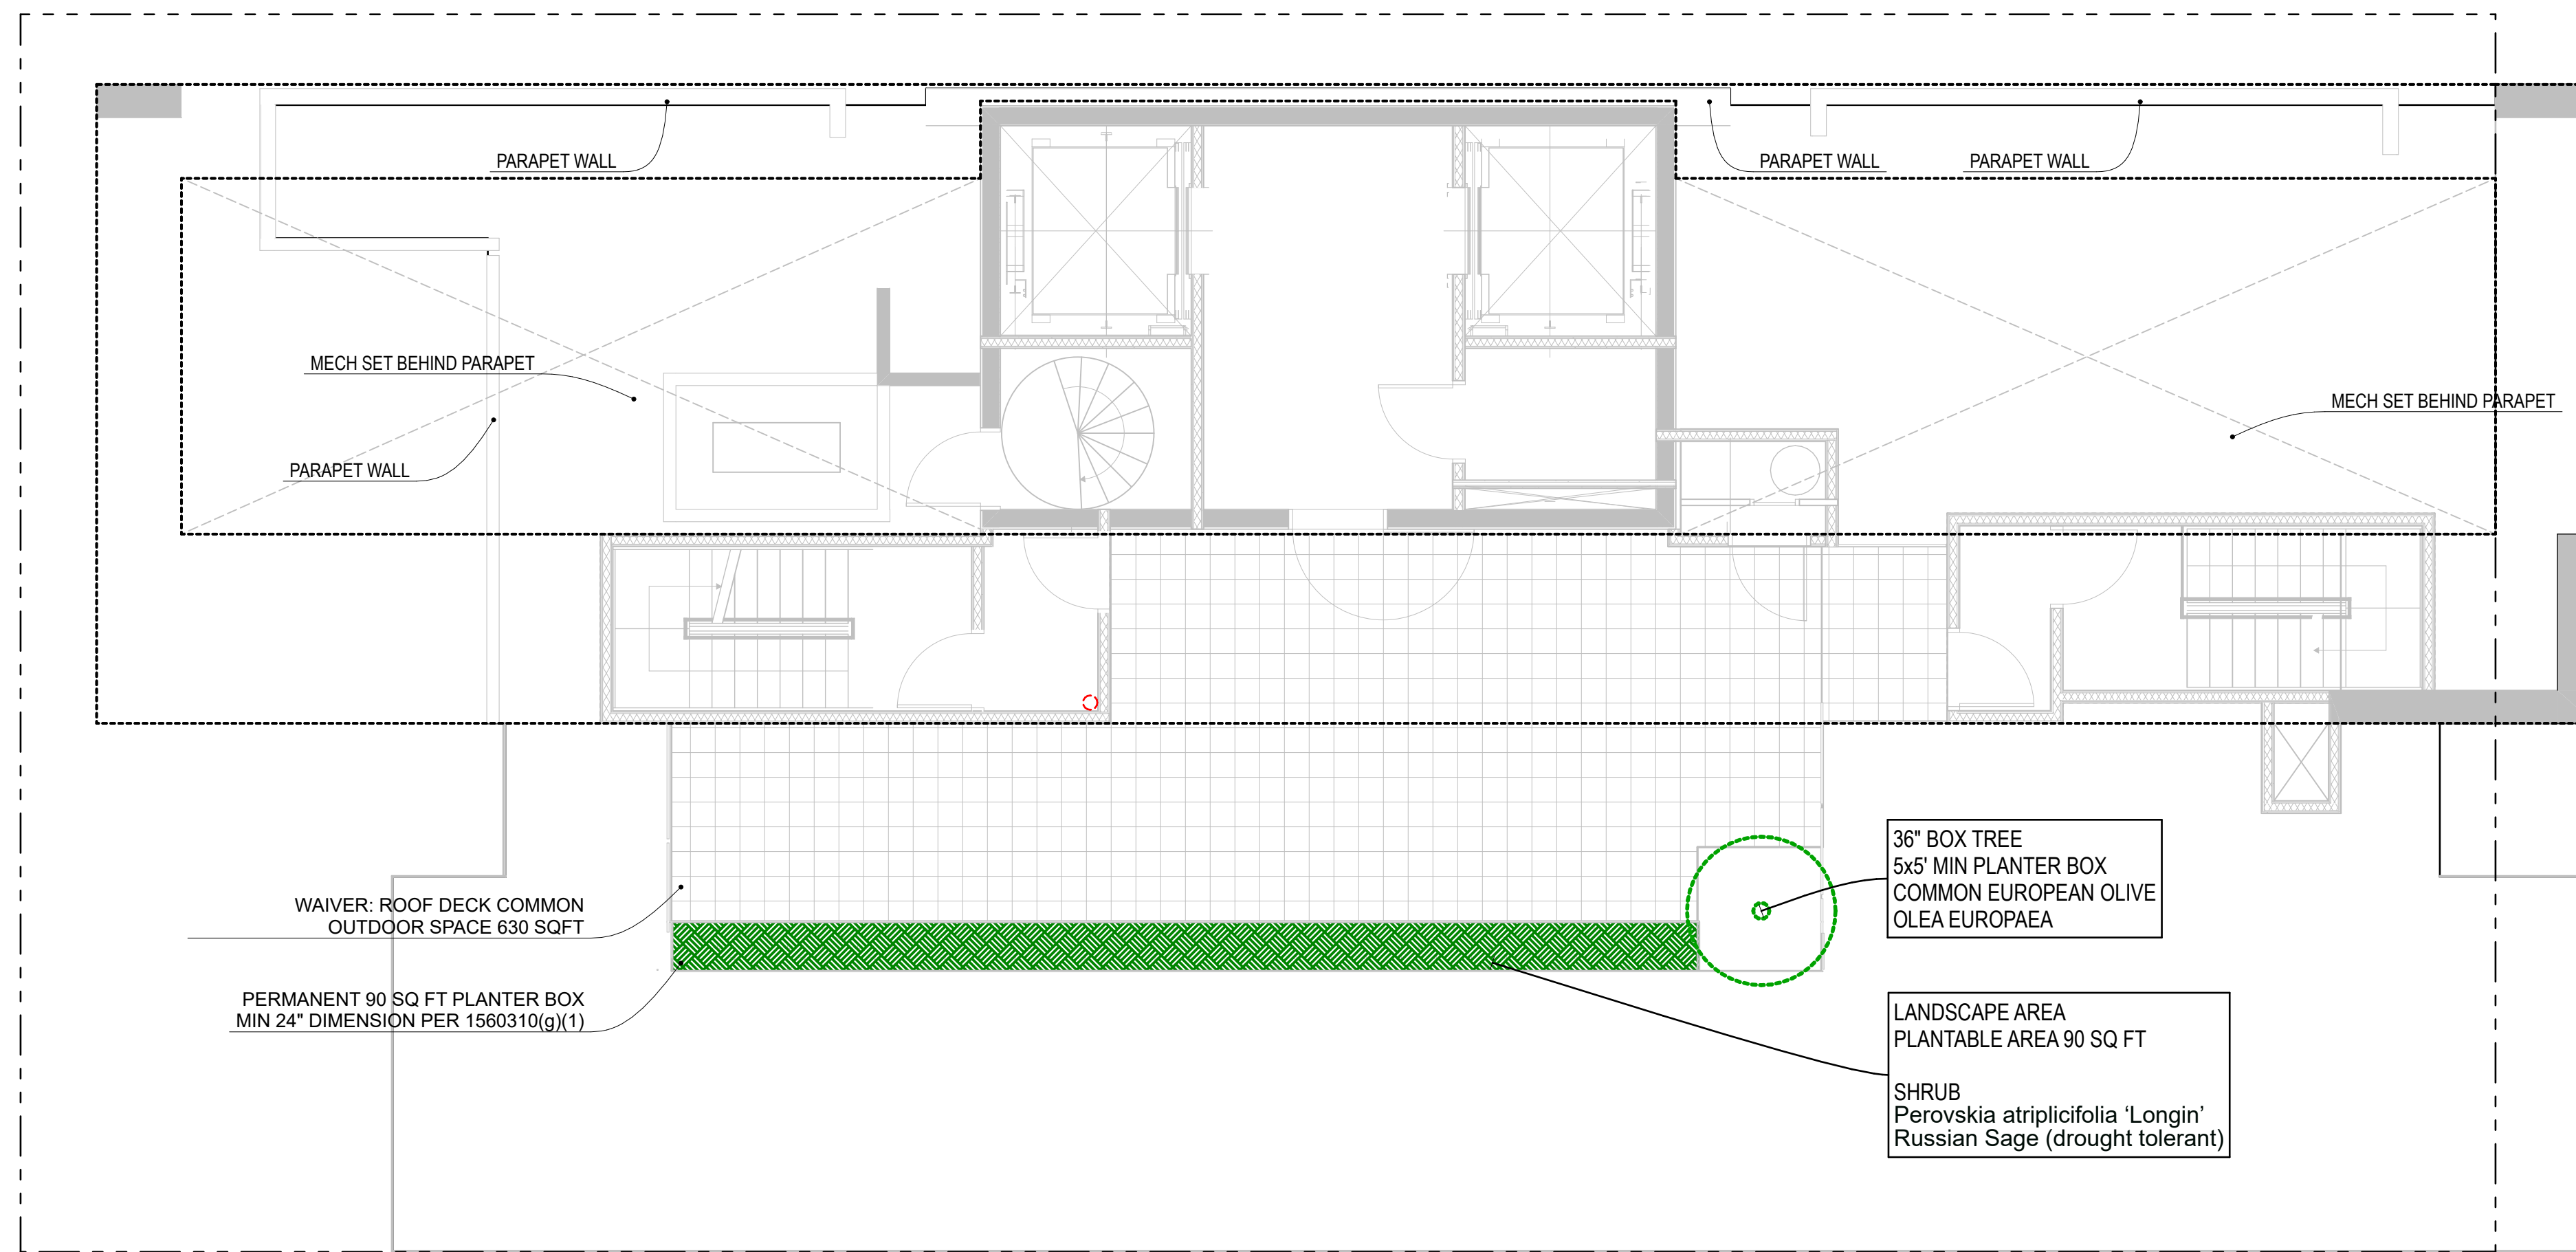 PARAPET WALL
PARAPET WALL
PARAPET WALL
MECH SET BEHIND PARAPET
MECH SET BEHIND PARAPET
PARAPET WALL
36" BOX TREE
5x5' MIN PLANTER BOX
COMMON EUROPEAN OLIVE
OLEA EUROPAEA
WAIVER: ROOF DECK COMMON
OUTDOOR SPACE 630 SQFT
PERMANENT 90 SQ FT PLANTER BOX
MIN 24" DIMENSION PER 1560310(g)(1)
LANDSCAPE AREA
PLANTABLE AREA 90 SQ FT
SHRUB
Perovskia atriplicifolia ‘Longin’
Russian Sage (drought tolerant)